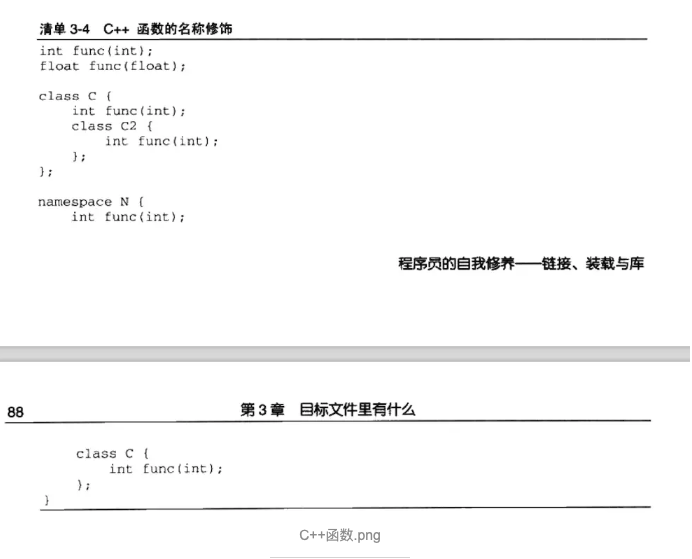 清单 3-4 C++ 函数的名称修饰
int func(int);
float func(float);
class C {
    int func(int);
    class C2 {
        int func(int);
    };
};
namespace N {
    int func(int);
程序员的自我修养——链接、装载与库
88 第 3 章 目标文件里有什么
    class C {
        int func(int);
    };
}
C++函数.png